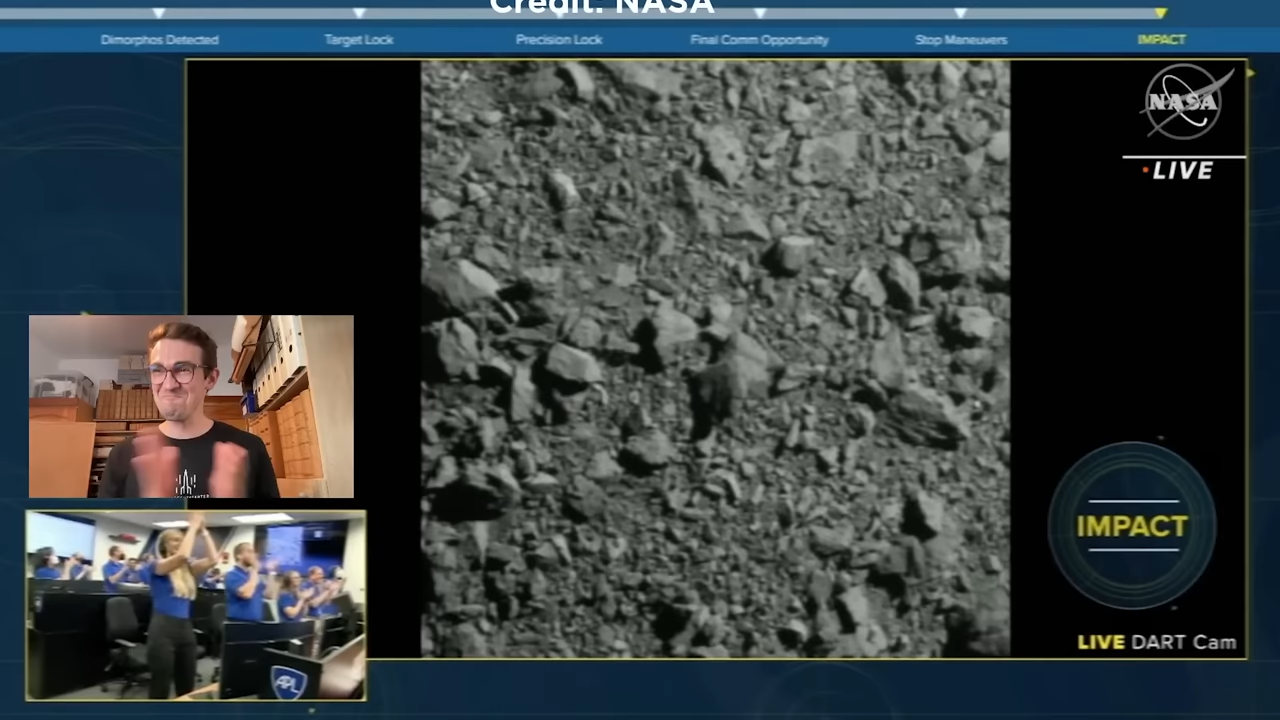 Credit: NASA
Dimorphos Detected
Target Lock
Precision Lock
Final Comm Opportunity
Stop Maneuvers
IMPACT
NASA
LIVE
IMPACT
APL
LIVE DART Cam